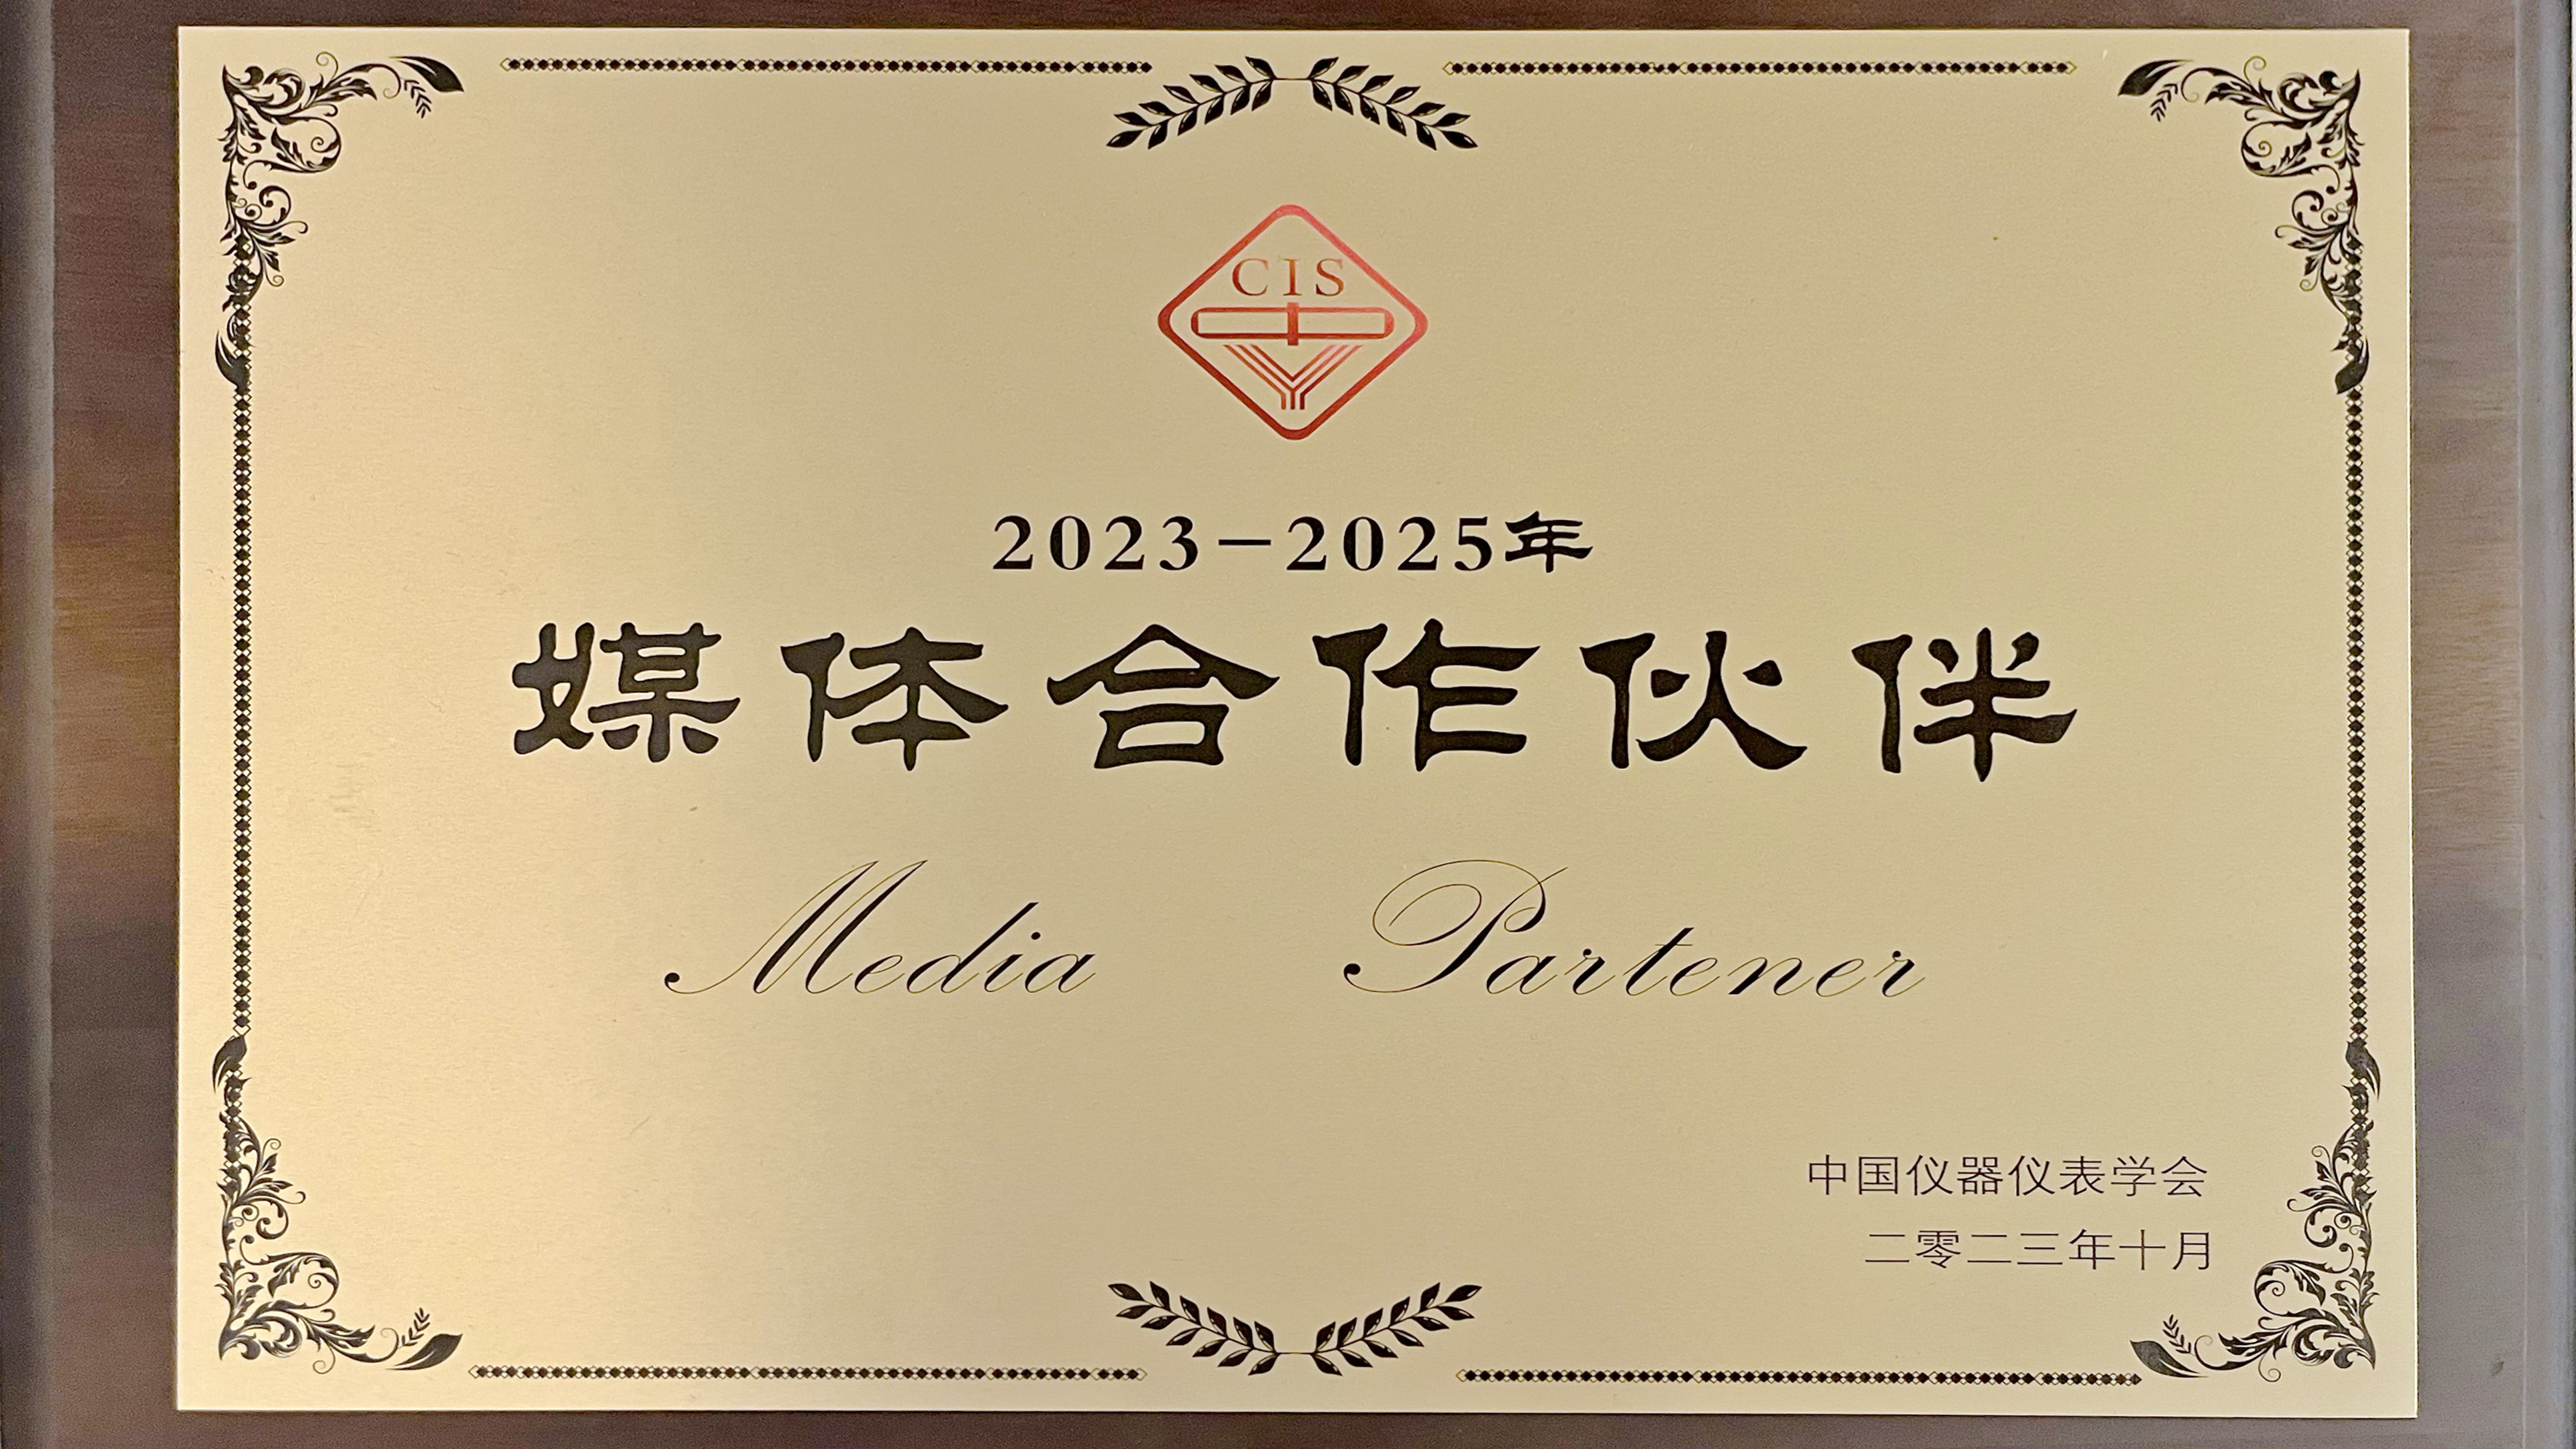 CIS
2023-2025年
媒体合作伙伴
Media Partener
中国仪器仪表学会
二零二三年十月